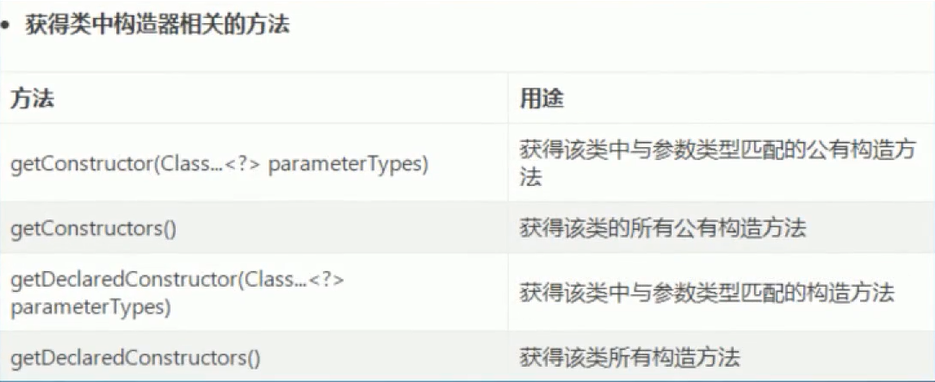 • 获得类中构造器相关的方法
方法 用途
getConstructor(Class...<?> parameterTypes) 获得该类中与参数类型匹配的公有构造方
法
getConstructors() 获得该类的所有公有构造方法
getDeclaredConstructor(Class...<?>
parameterTypes) 获得该类中与参数类型匹配的构造方法
getDeclaredConstructors() 获得该类所有构造方法